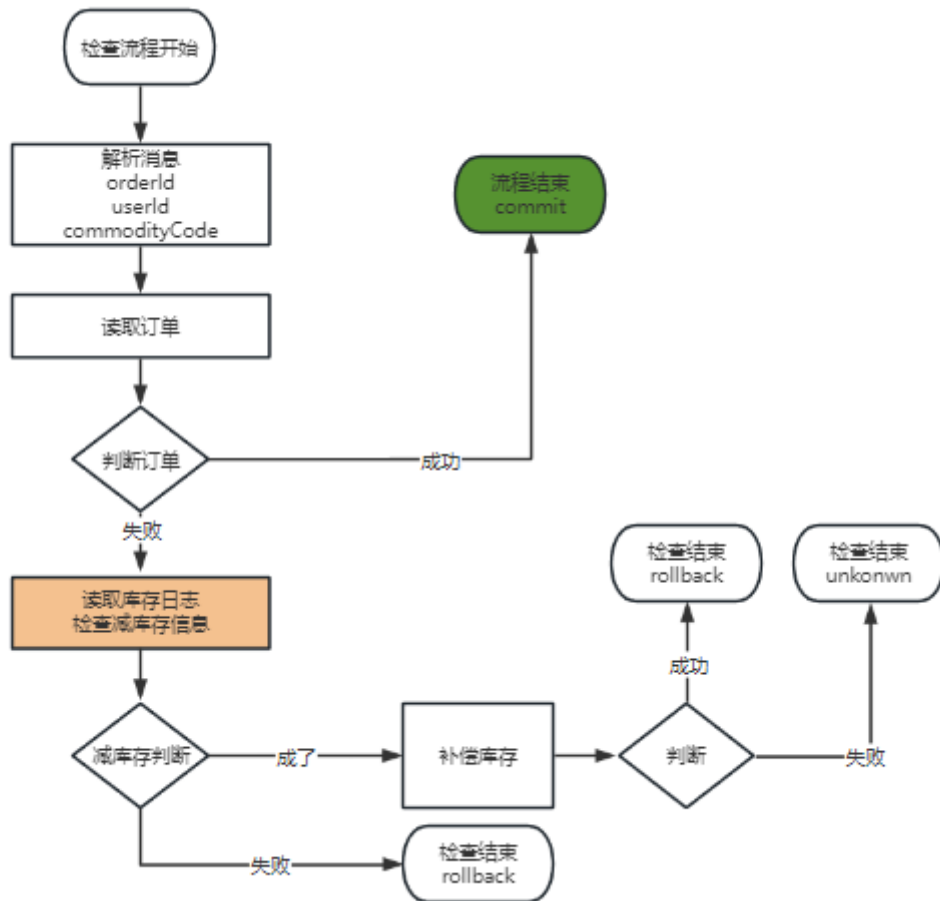 检查流程开始
解析消息
orderId
userId
commodityCode
流程结束
commit
读取订单
判断订单
成功
失败
检查结束
rollback
检查结束
unkonwn
读取库存日志
检查减库存信息
成功
减库存判断
成了
补偿库存
判断
失败
失败
检查结束
rollback